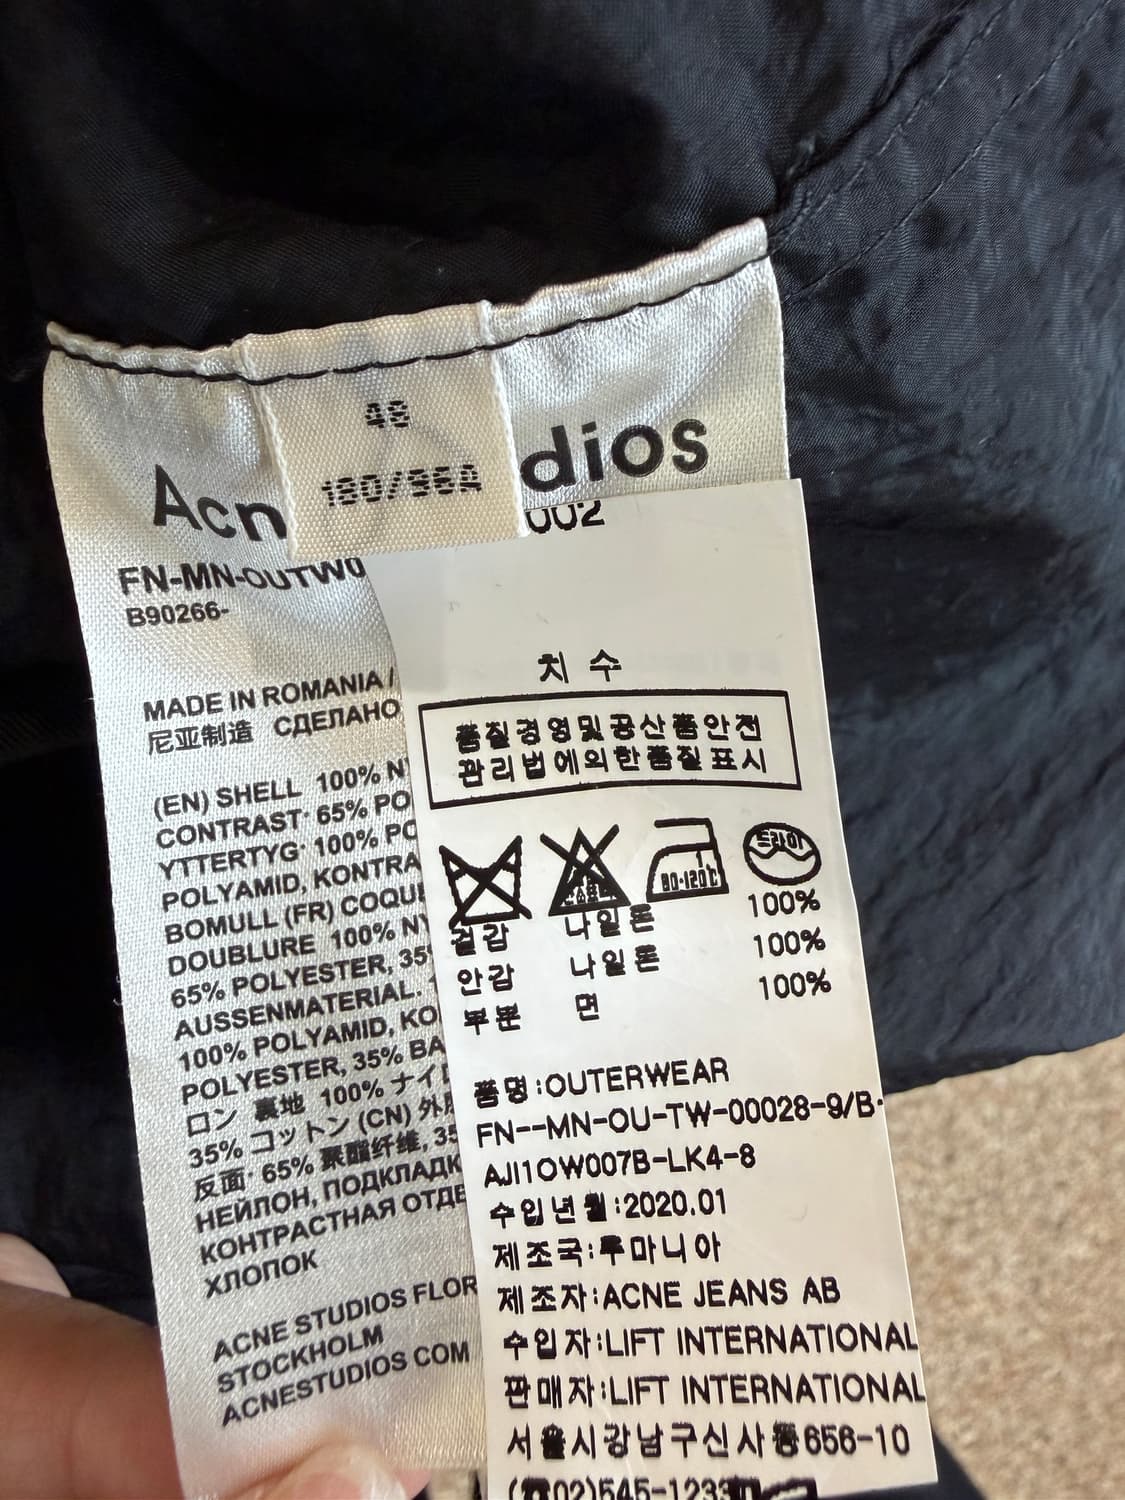 48
180/96A
Acn
dios
FN-MN-OUTW0
002
B90266-
MADE IN ROMANIA /
尼亚制造 СДЕЛАНО
(EN) SHELL 100% N
CONTRAST· 65% PO
YTTERTYG· 100% PO
POLYAMID, KONTRA
BOMULL (FR) COQU
DOUBLURE 100% NY
65% POLYESTER, 35
AUSSENMATERIAL.
100% POLYAMID, KO
POLYESTER, 35% BA
ロン 裏地 100% ナイ
35% コットン (CN) 外
反面· 65% 聚酯纤维, 35
НЕЙЛОН, ПОДКЛАДК
КОНТРАСТНАЯ ОТДЕ
ХЛОПОК
ACNE STUDIOS FLOR
STOCKHOLM
ACNESTUDIOS COM
치 수
품질경영및공산품안전
관리법에의한품질표시
80-120℃
드라이
겉감 나일론 100%
안감 나일론 100%
부분 면 100%
품명:OUTERWEAR
FN--MN-OU-TW-00028-9/B-
AJI1OW007B-LK4-8
수입년월:2020.01
제조국:루마니아
제조자:ACNE JEANS AB
수입자:LIFT INTERNATIONAL
판매자:LIFT INTERNATIONAL
서울시강남구신사동656-10
(☎02)545-1233